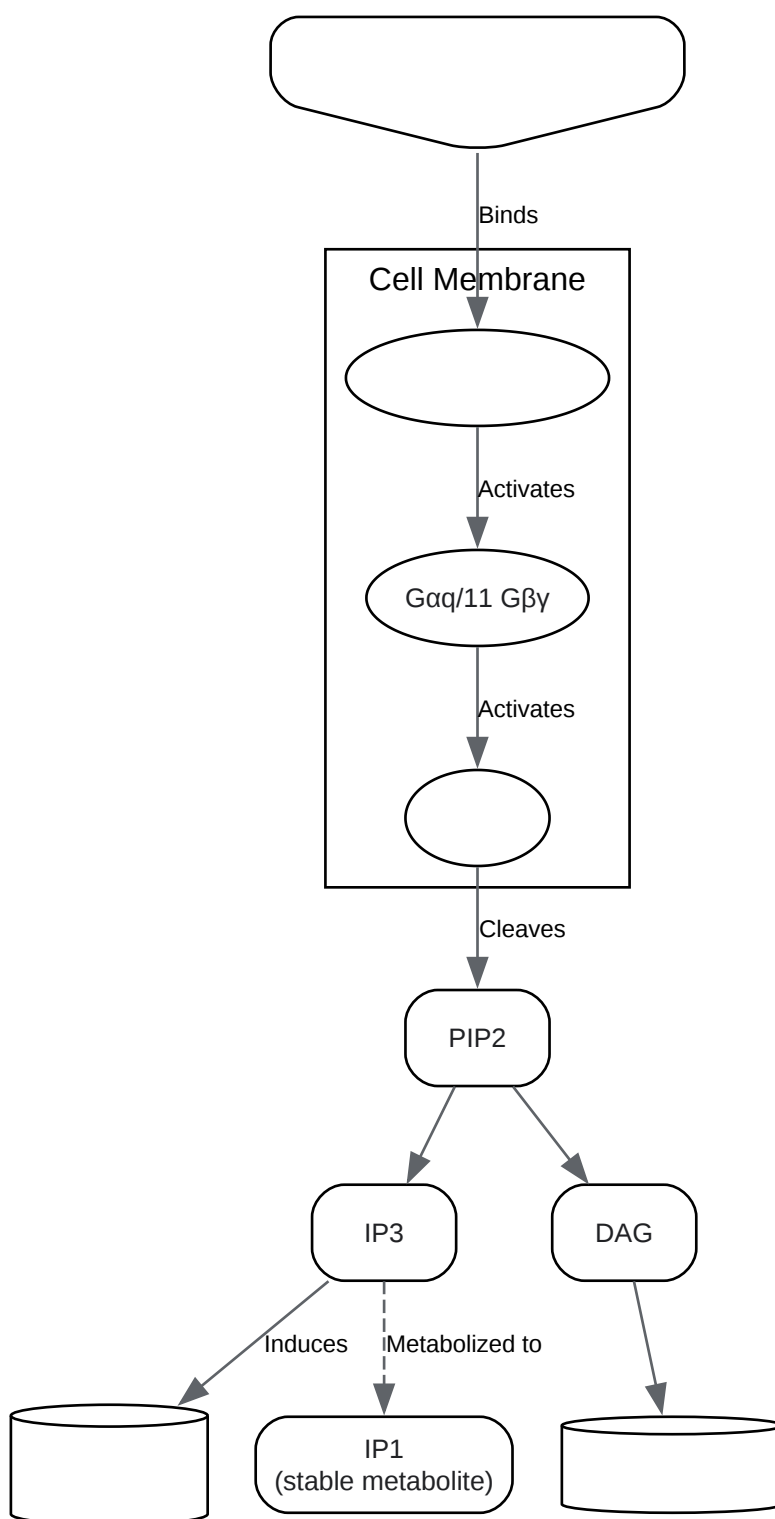 Binds
Cell Membrane
Activates
Gαq/11 Gβγ
Activates
Cleaves
PIP2
IP3
DAG
Induces
Metabolized to
IP1
(stable metabolite)